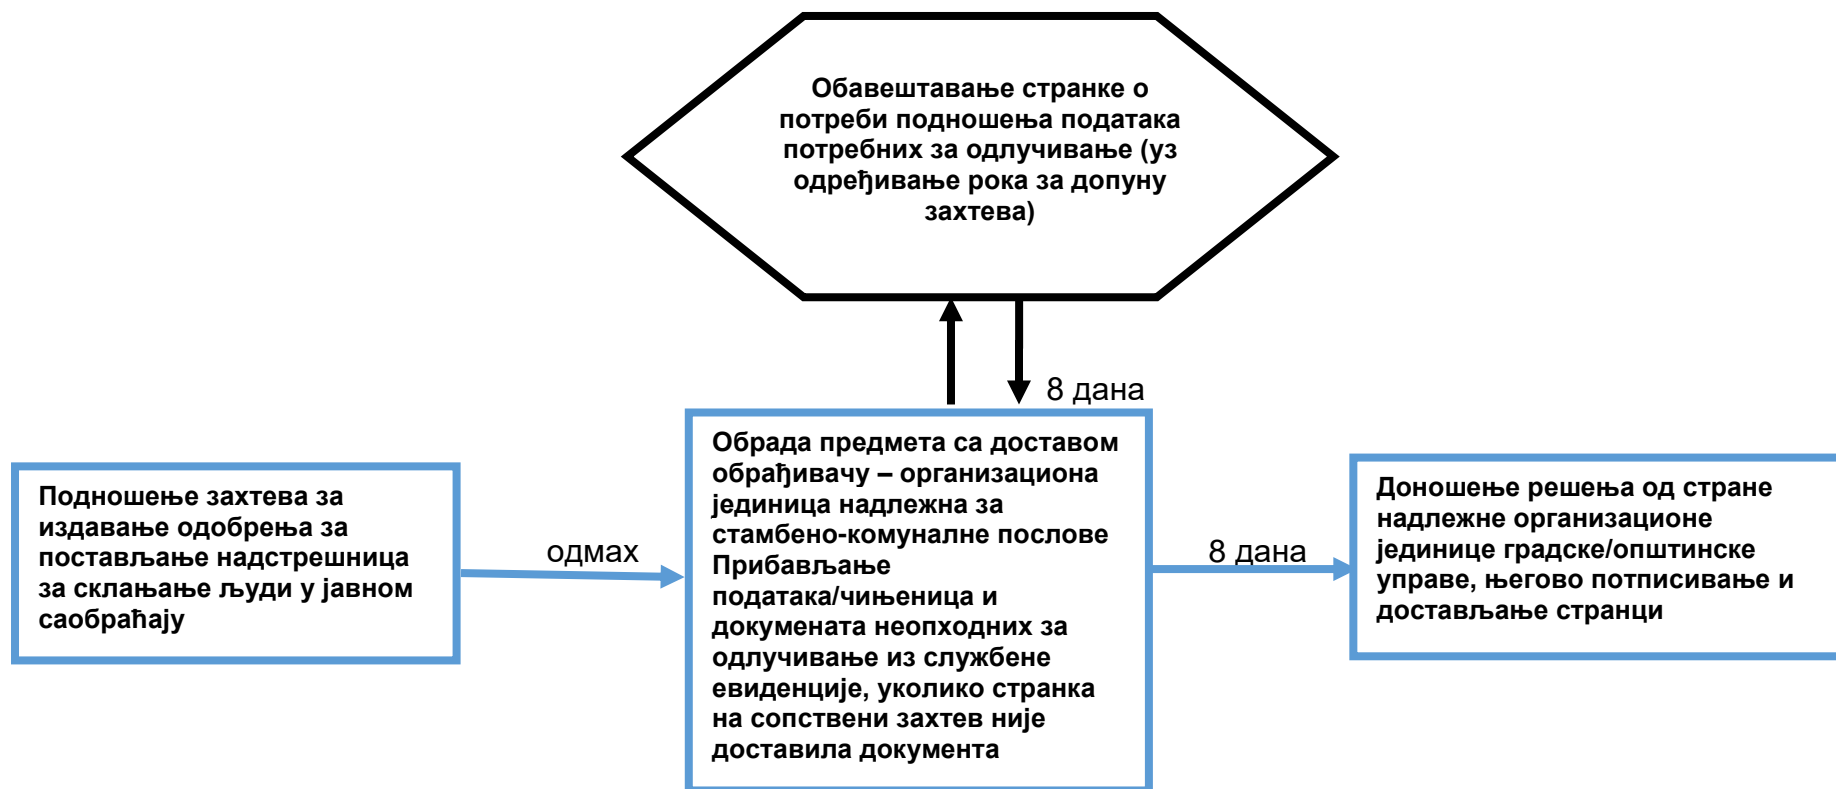 Обавештавање странке о
потреби подношења података
потребних за одлучивање (уз
одређивање рока за допуну
захтева)
8 дана
Подношење захтева за
издавање одобрења за
постављање надстрешница
за склањање људи у јавном
саобраћају
одмах
Обрада предмета са доставом
обрађивачу – организациона
јединица надлежна за
стамбено-комуналне послове
Прибављање
података/чињеница и
докумената неопходних за
одлучивање из службене
евиденције, уколико странка
на сопствени захтев није
доставила документа
8 дана
Доношење решења од стране
надлежне организационе
јединице градске/општинске
управе, његово потписивање и
достављање странци